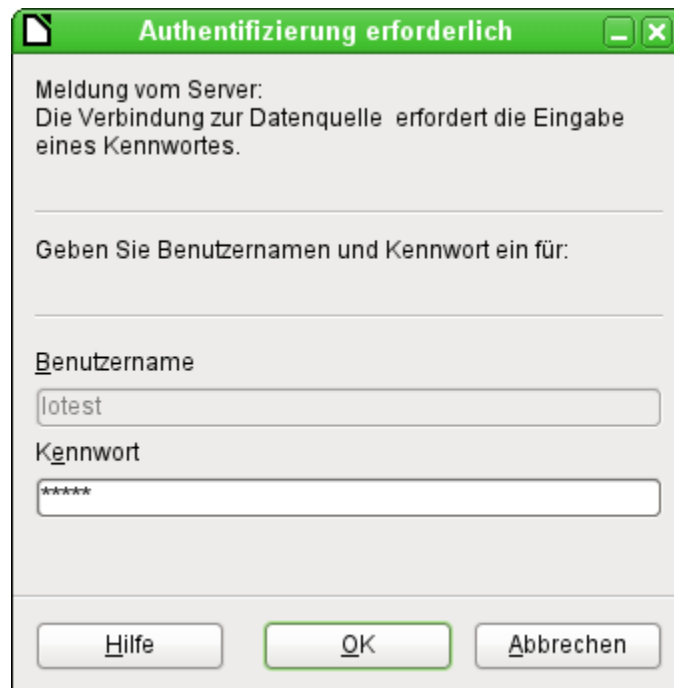 Authentifizierung erforderlich
Meldung vom Server:
Die Verbindung zur Datenquelle  erfordert die Eingabe
eines Kennwortes.
Geben Sie Benutzernamen und Kennwort ein für:
Benutzername
lotest
Kennwort
*****
Hilfe OK Abbrechen